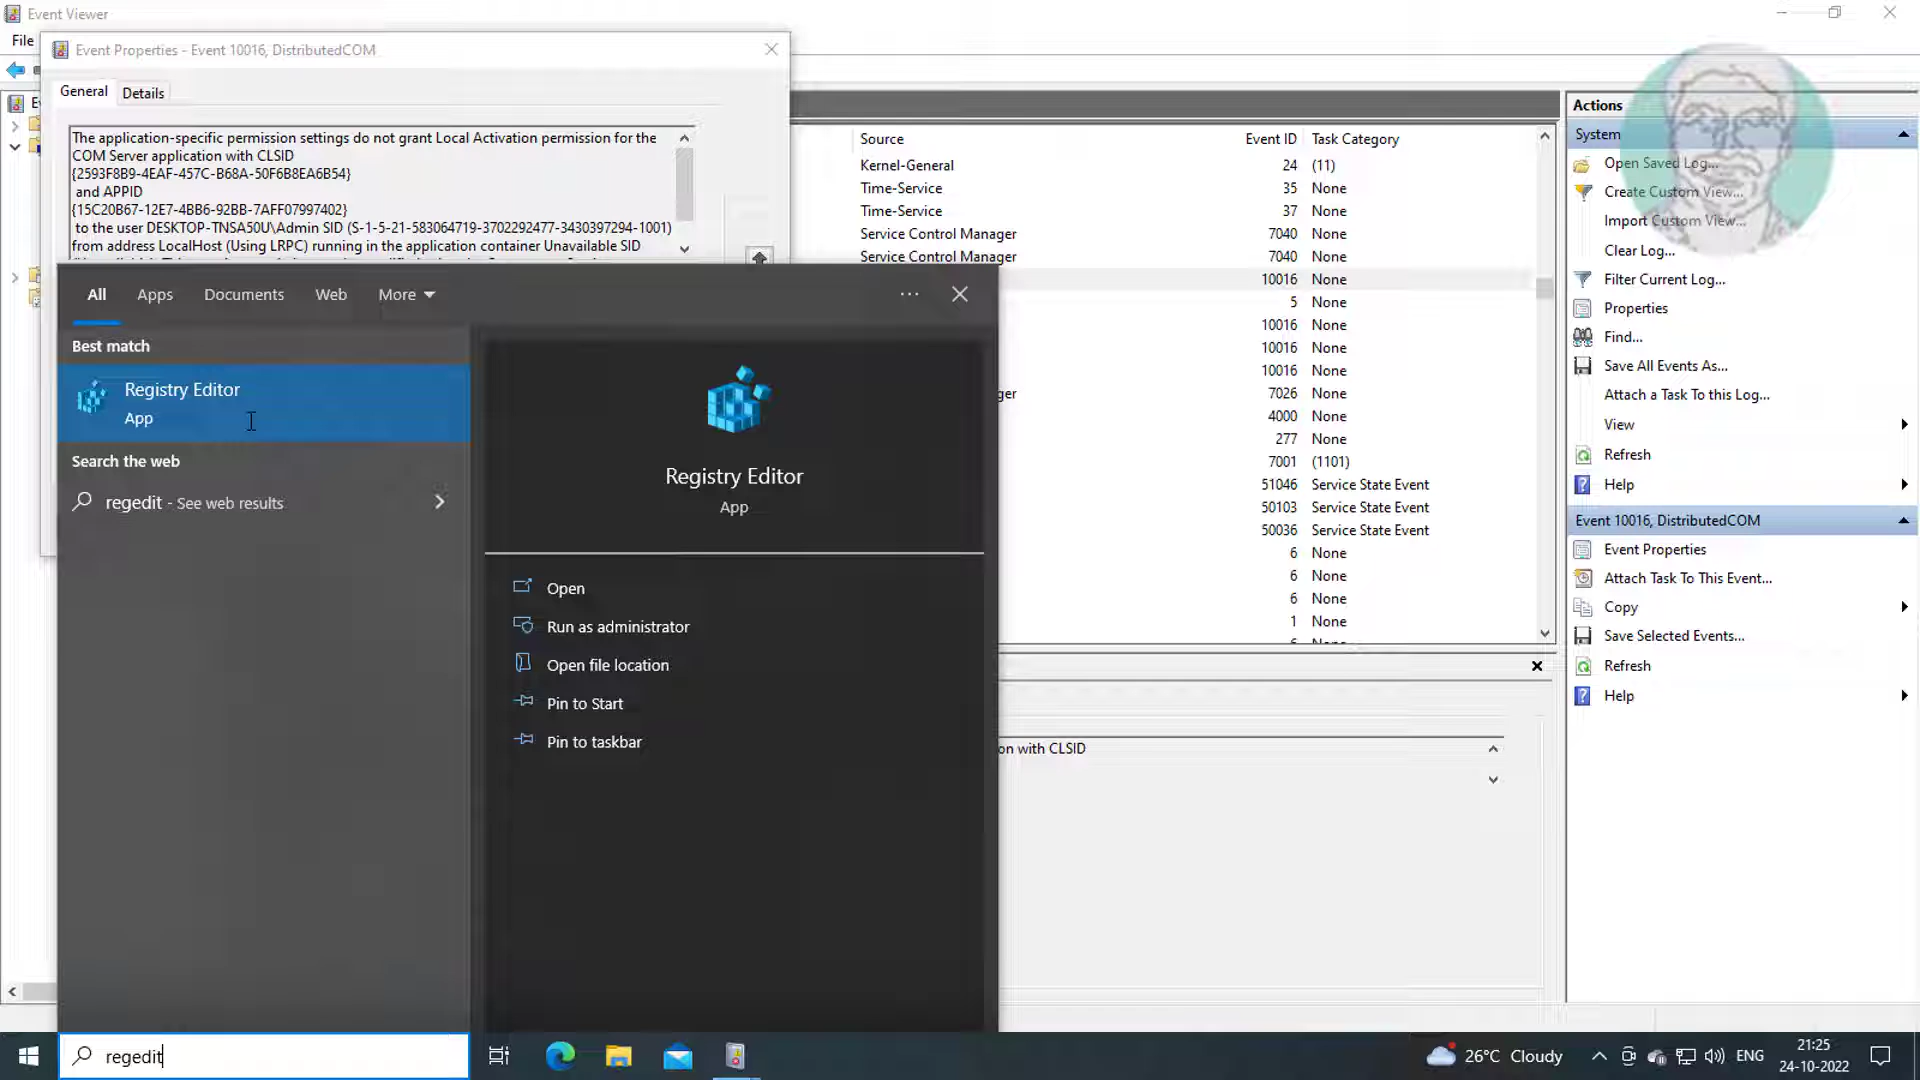 Event Viewer
File
Event Properties - Event 10016, DistributedCOM
General
Details
The application-specific permission settings do not grant Local Activation permission for the
COM Server application with CLSID
{2593F8B9-4EAF-457C-B68A-50F6B8EA6B54}
and APPID
{15C20B67-12E7-4BB6-92BB-7AFF07997402}
to the user DESKTOP-TNSA50U\Admin SID (S-1-5-21-583064719-3702292477-3430397294-1001)
from address LocalHost (Using LRPC) running in the application container Unavailable SID
Source Event ID Task Category
Kernel-General 24 (11)
Time-Service 35 None
Time-Service 37 None
Service Control Manager 7040 None
Service Control Manager 7040 None
10016 None
5 None
10016 None
10016 None
10016 None
ger 7026 None
4000 None
277 None
7001 (1101)
51046 Service State Event
50103 Service State Event
50036 Service State Event
6 None
6 None
6 None
1 None
6 None
on with CLSID
Actions
System
Open Saved Log...
Create Custom View...
Import Custom View...
Clear Log...
Filter Current Log...
Properties
Find...
Save All Events As...
Attach a Task To this Log...
View
Refresh
Help
Event 10016, DistributedCOM
Event Properties
Attach Task To This Event...
Copy
Save Selected Events...
Refresh
Help
All Apps Documents Web More
Best match
Registry Editor
App
Search the web
regedit - See web results
Registry Editor
App
Open
Run as administrator
Open file location
Pin to Start
Pin to taskbar
regedit
26°C Cloudy
ENG
21:25
24-10-2022